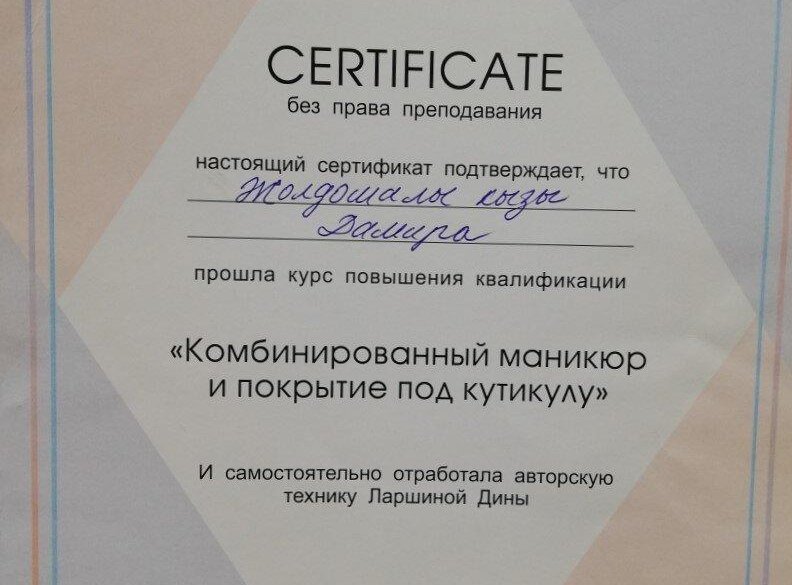 CERTIFICATE
без права преподавания
настоящий сертификат подтверждает, что
Жолдошалы кызы
Дамира
прошла курс повышения квалификации
«Комбинированный маникюр
и покрытие под кутикулу»
И самостоятельно отработала авторскую
технику Ларшиной Дины